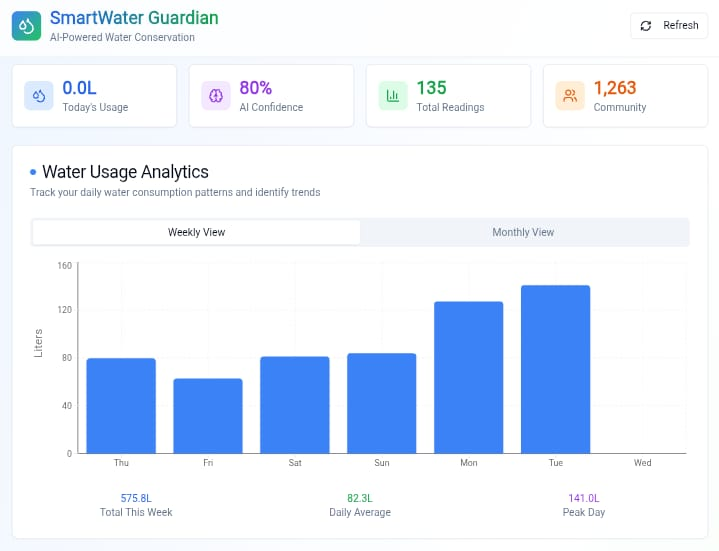 SmartWater Guardian
AI-Powered Water Conservation
Refresh
0.0L
Today's Usage
80%
AI Confidence
135
Total Readings
1,263
Community
Water Usage Analytics
Track your daily water consumption patterns and identify trends
Weekly View
Monthly View
Liters
160
120
80
40
0
Thu
Fri
Sat
Sun
Mon
Tue
Wed
575.8L
Total This Week
82.3L
Daily Average
141.0L
Peak Day